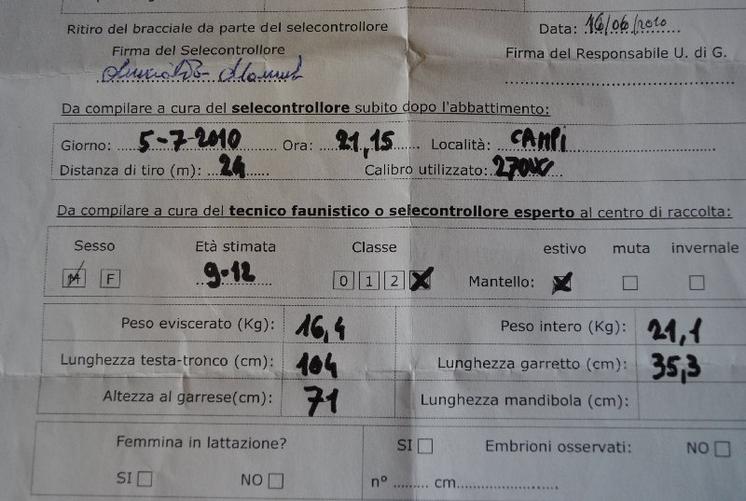 Ritiro del bracciale da parte del selecontrollore Data: 16/06/2010
Firma del Selecontrollore Firma del Responsabile U. di G.
Da compilare a cura del selecontrollore subito dopo l'abbattimento:
Giorno: 5-7-2010 Ora: 21,15 Località: CAMPI
Distanza di tiro (m): 24 Calibro utilizzato:
Da compilare a cura del tecnico faunistico o selecontrollore esperto al centro di raccolta:
Sesso Età stimata Classe estivo muta invernale
M F 9-12 0 1 2 Mantello:
Peso eviscerato (Kg): 16,4 Peso intero (Kg): 21,1
Lunghezza testa-tronco (cm): 104 Lunghezza garretto (cm): 35,3
Altezza al garrese(cm): 71 Lunghezza mandibola (cm):
Femmina in lattazione? SI Embrioni osservati: NO
SI NO n° ........ cm........................